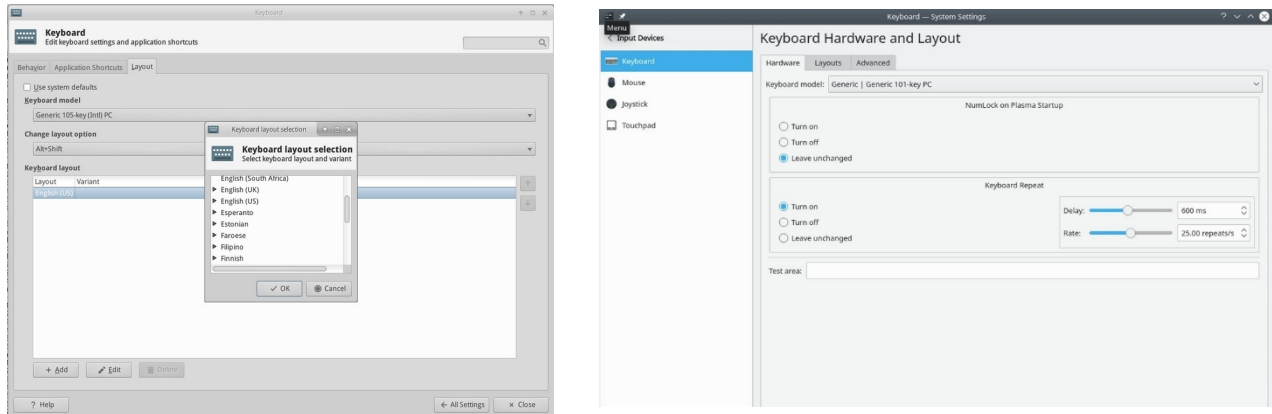 Keyboard
Keyboard
Edit keyboard settings and application shortcuts
Behavior Application Shortcuts Layout
Use system defaults
Keyboard model
Generic 105-key (Intl) PC
Change layout option
Alt+Shift
Keyboard layout
Layout Variant
English (US)
Keyboard layout selection
Keyboard layout selection
Select keyboard layout and variant
English (South Africa)
English (UK)
English (US)
Esperanto
Estonian
Faroese
Filipino
Finnish
OK Cancel
Add Edit Delete
? Help All Settings Close
Keyboard — System Settings
Menu
Input Devices
Keyboard
Mouse
Joystick
Touchpad
Keyboard Hardware and Layout
Hardware Layouts Advanced
Keyboard model: Generic | Generic 101-key PC
NumLock on Plasma Startup
Turn on
Turn off
Leave unchanged
Keyboard Repeat
Turn on
Turn off
Leave unchanged
Delay: 600 ms
Rate: 25.00 repeats/s
Test area: